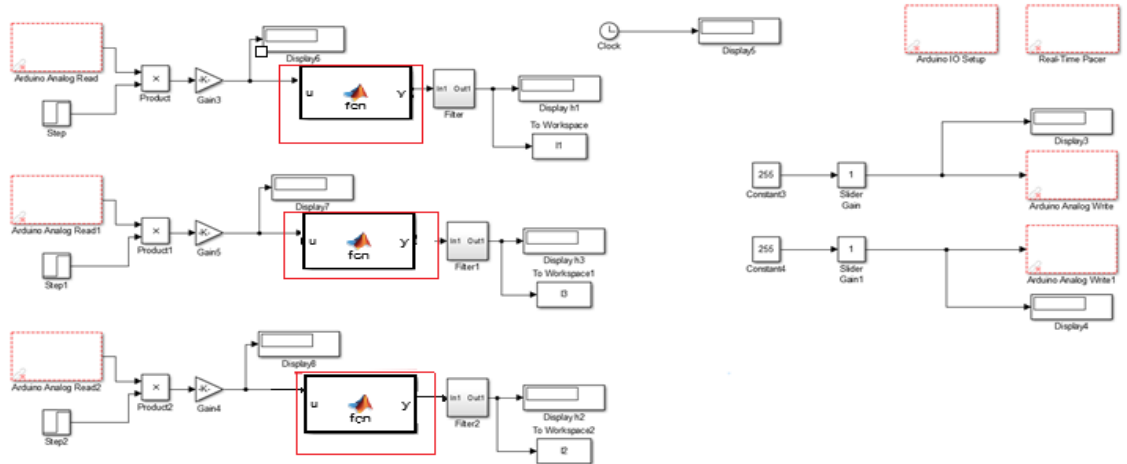 Display6
Arduino Analog Read
×
Product
-K-
Gain3
Step
u
fcn
y
In1 Out1
Filter
Display h1
To Workspace
l1
Clock
Display5
Arduino IO Setup
Real-Time Pacer
Display7
Arduino Analog Read1
×
Product1
-K-
Gain5
Step1
u
fcn
y
In1 Out1
Filter1
Display h3
To Workspace1
l3
Display3
255
Constant3
1
Slider
Gain
Arduino Analog Write
255
Constant4
1
Slider
Gain1
Arduino Analog Write1
Display4
Display8
Arduino Analog Read2
×
Product2
-K-
Gain4
Step2
u
fcn
y
In1 Out1
Filter2
Display h2
To Workspace2
l2